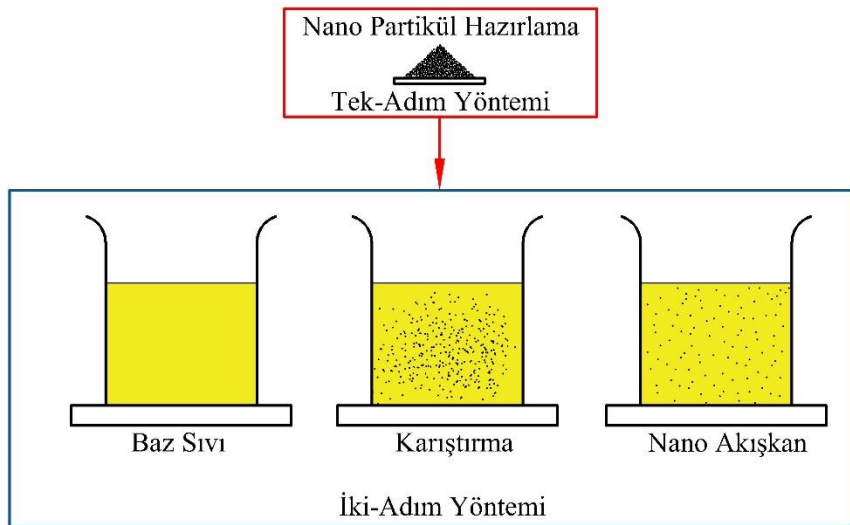 Nano Partikül Hazırlama
Tek-Adım Yöntemi
Baz Sıvı
Karıştırma
Nano Akışkan
İki-Adım Yöntemi